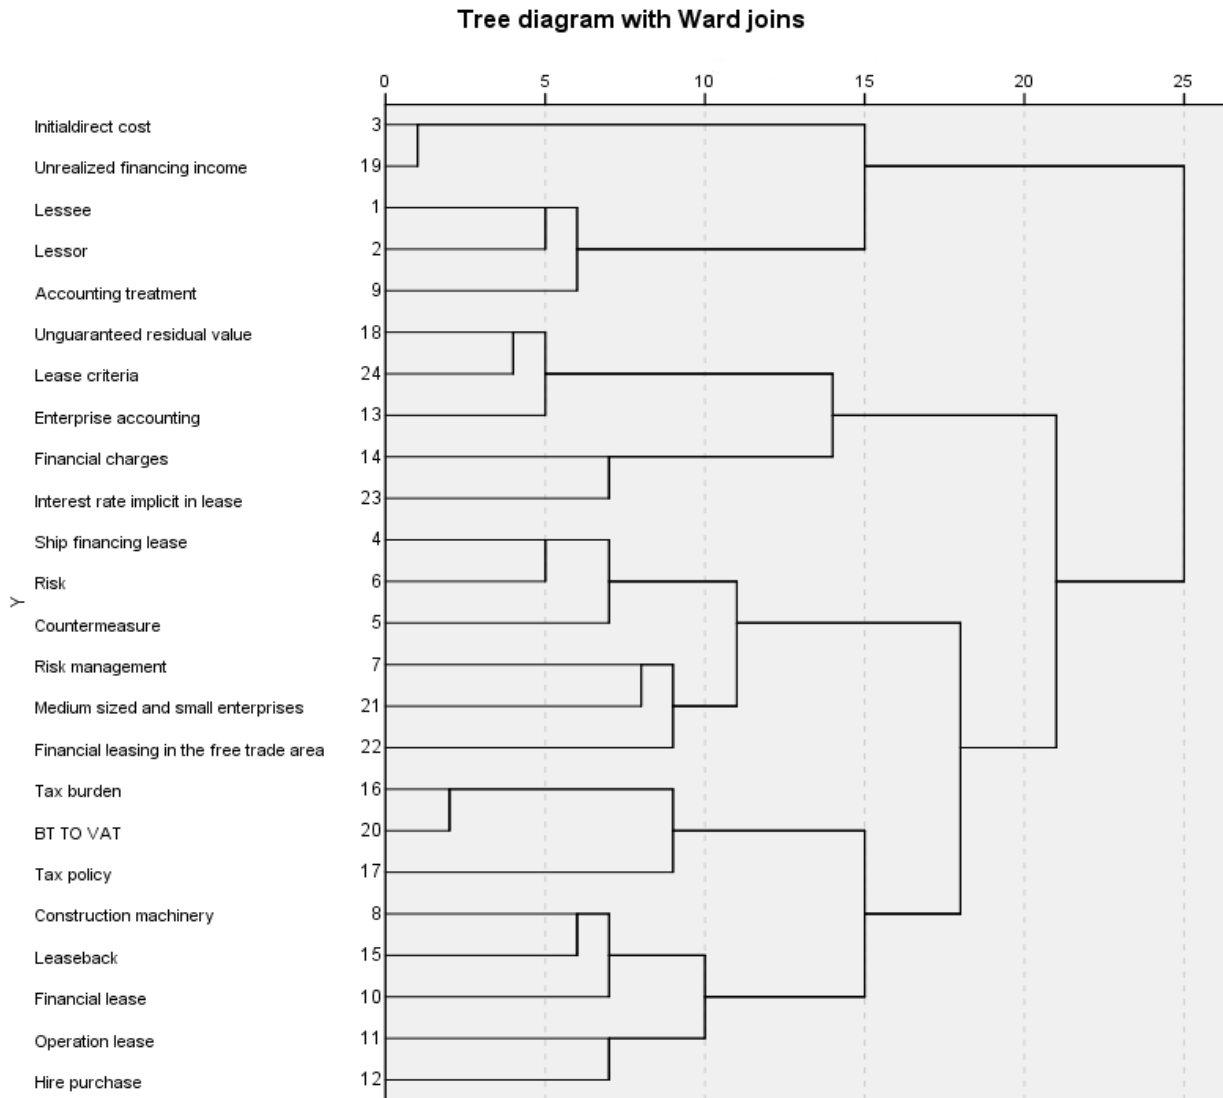 Tree diagram with Ward joins
0 5 10 15 20 25
Initialdirect cost 3
Unrealized financing income 19
Lessee 1
Lessor 2
Accounting treatment 9
Unguaranteed residual value 18
Lease criteria 24
Enterprise accounting 13
Financial charges 14
Interest rate implicit in lease 23
Ship financing lease 4
Risk 6
Y
Countermeasure 5
Risk management 7
Medium sized and small enterprises 21
Financial leasing in the free trade area 22
Tax burden 16
BT TO VAT 20
Tax policy 17
Construction machinery 8
Leaseback 15
Financial lease 10
Operation lease 11
Hire purchase 12